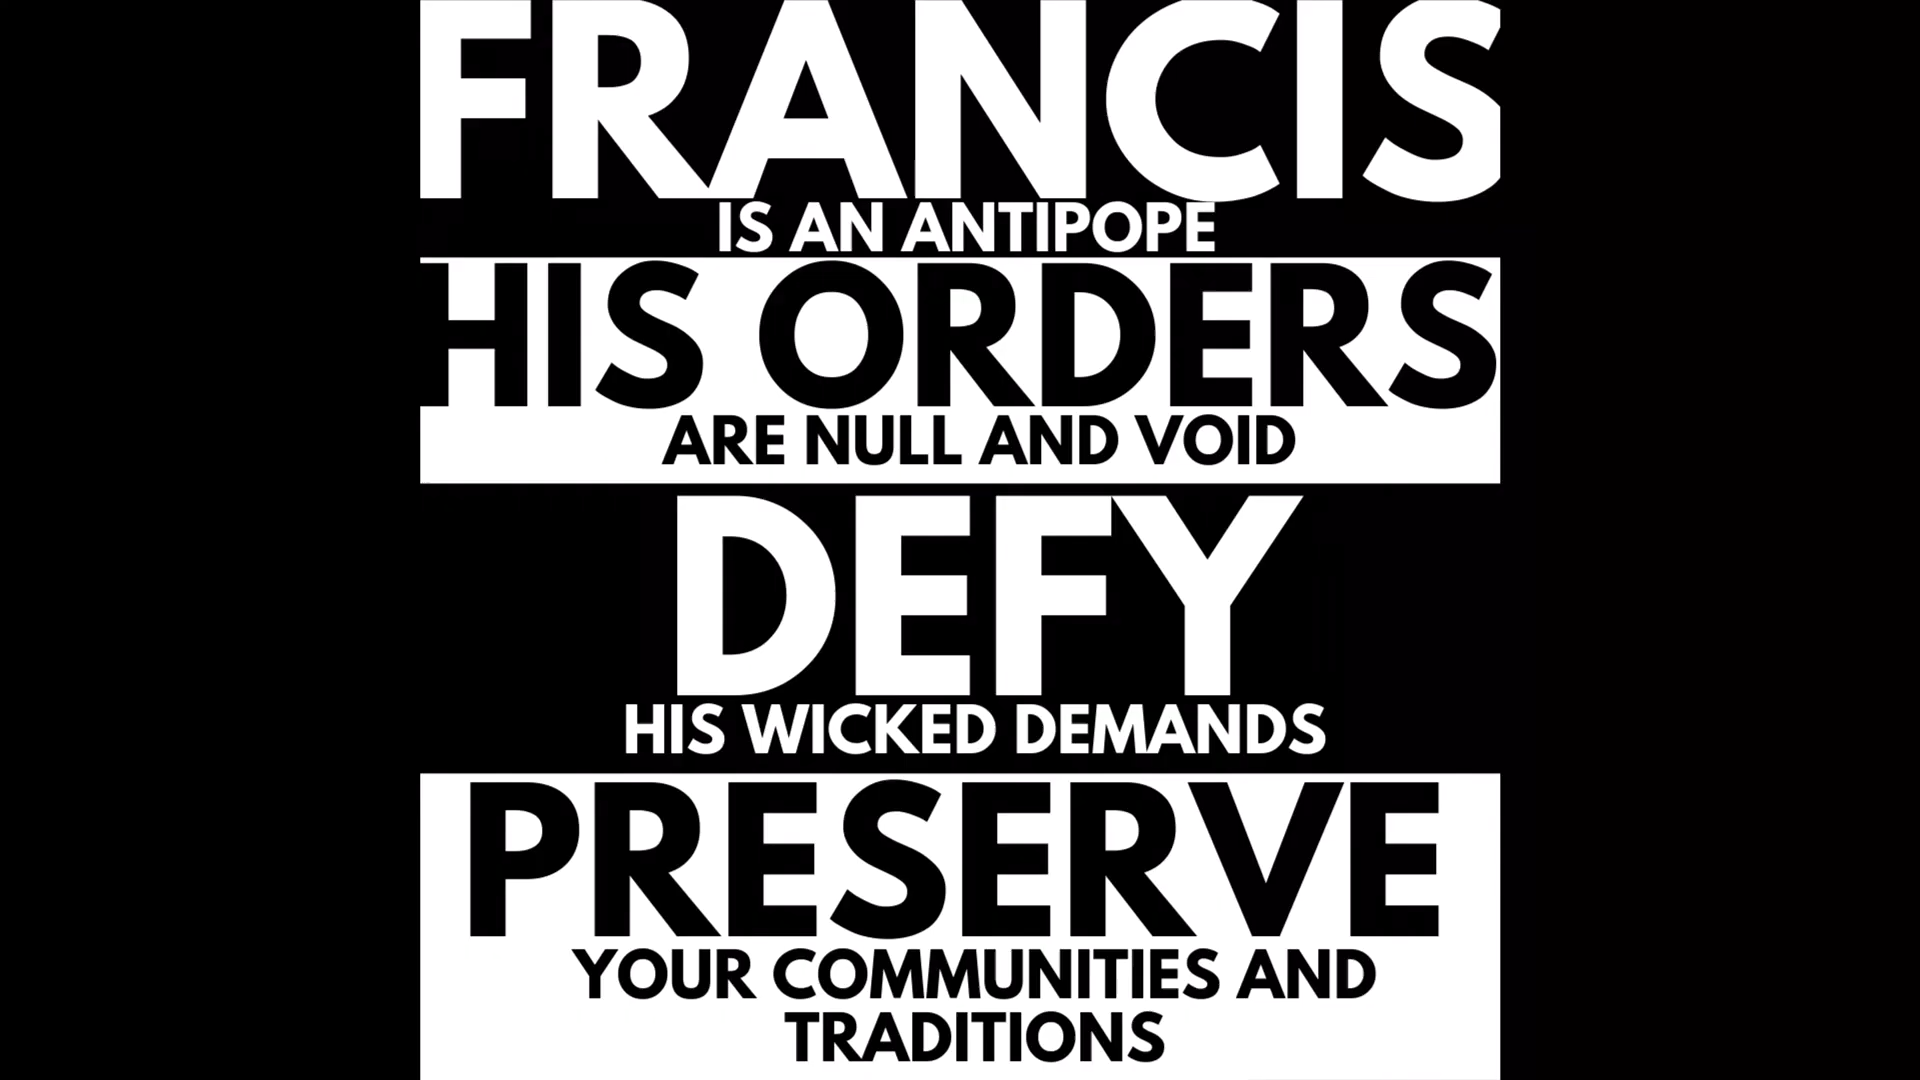 FRANCIS
IS AN ANTIPOPE
HIS ORDERS
ARE NULL AND VOID
DEFY
HIS WICKED DEMANDS
PRESERVE
YOUR COMMUNITIES AND
TRADITIONS